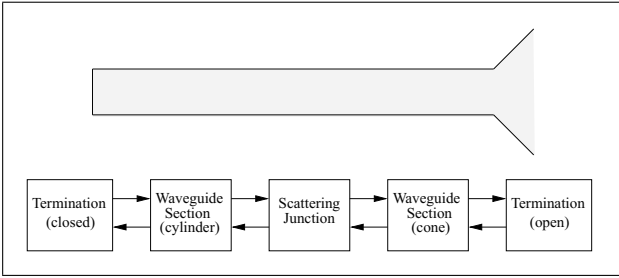 Termination
(closed)
Waveguide
Section
(cylinder)
Scattering
Junction
Waveguide
Section
(cone)
Termination
(open)